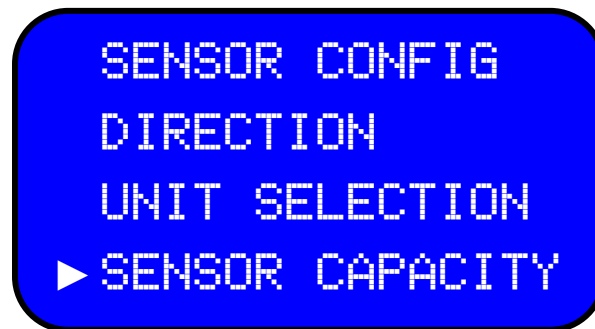 SENSOR CONFIG
DIRECTION
UNIT SELECTION
►SENSOR CAPACITY